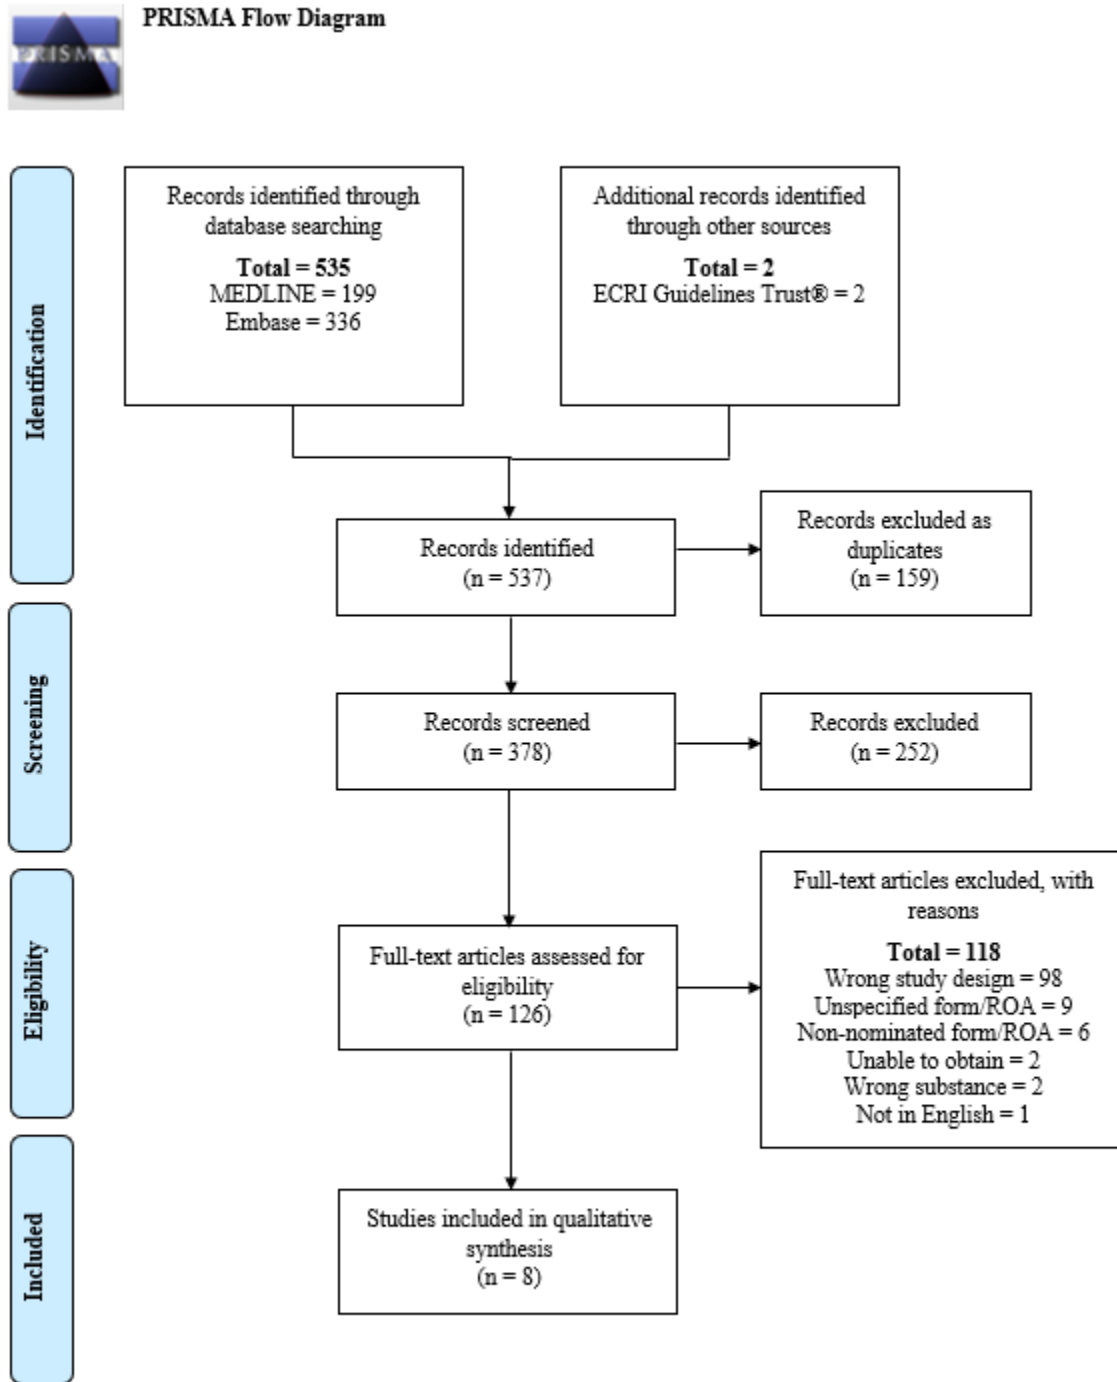 PRISMA
PRISMA Flow Diagram
Identification
Records identified through
database searching
Total = 535
MEDLINE = 199
Embase = 336
Additional records identified
through other sources
Total = 2
ECRI Guidelines Trust® = 2
Records identified
(n = 537)
Records excluded as
duplicates
(n = 159)
Screening
Records screened
(n = 378)
Records excluded
(n = 252)
Eligibility
Full-text articles assessed for
eligibility
(n = 126)
Full-text articles excluded, with
reasons
Total = 118
Wrong study design = 98
Unspecified form/ROA = 9
Non-nominated form/ROA = 6
Unable to obtain = 2
Wrong substance = 2
Not in English = 1
Included
Studies included in qualitative
synthesis
(n = 8)